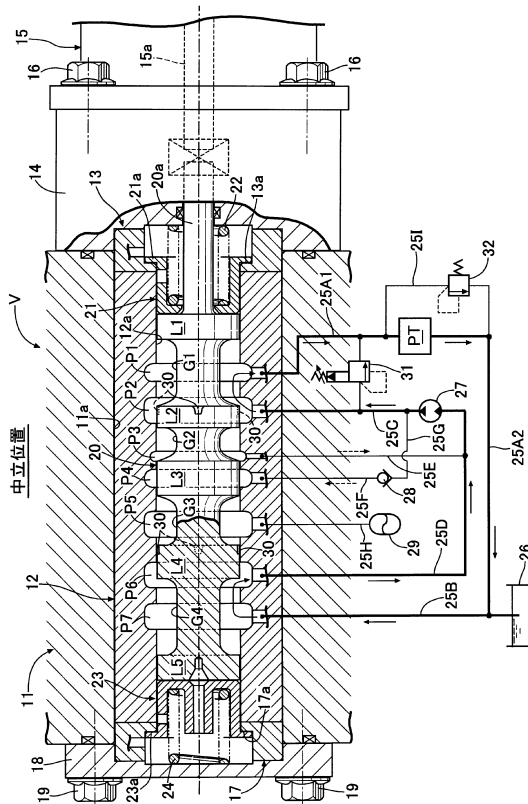 中立位置
V
11
11a
12
12a
13
13a
14
15
15a
16
16
17
17a
18
19
19
20
20a
21
21a
22
23
23a
24
P1
P2
P3
P4
P5
P6
P7
L1
L2
L3
L4
L5
G1
G2
G3
G4
30
30
30
30
25A1
25A2
25B
25C
25D
25E
25F
25G
25H
25I
26
27
28
29
31
32
PT